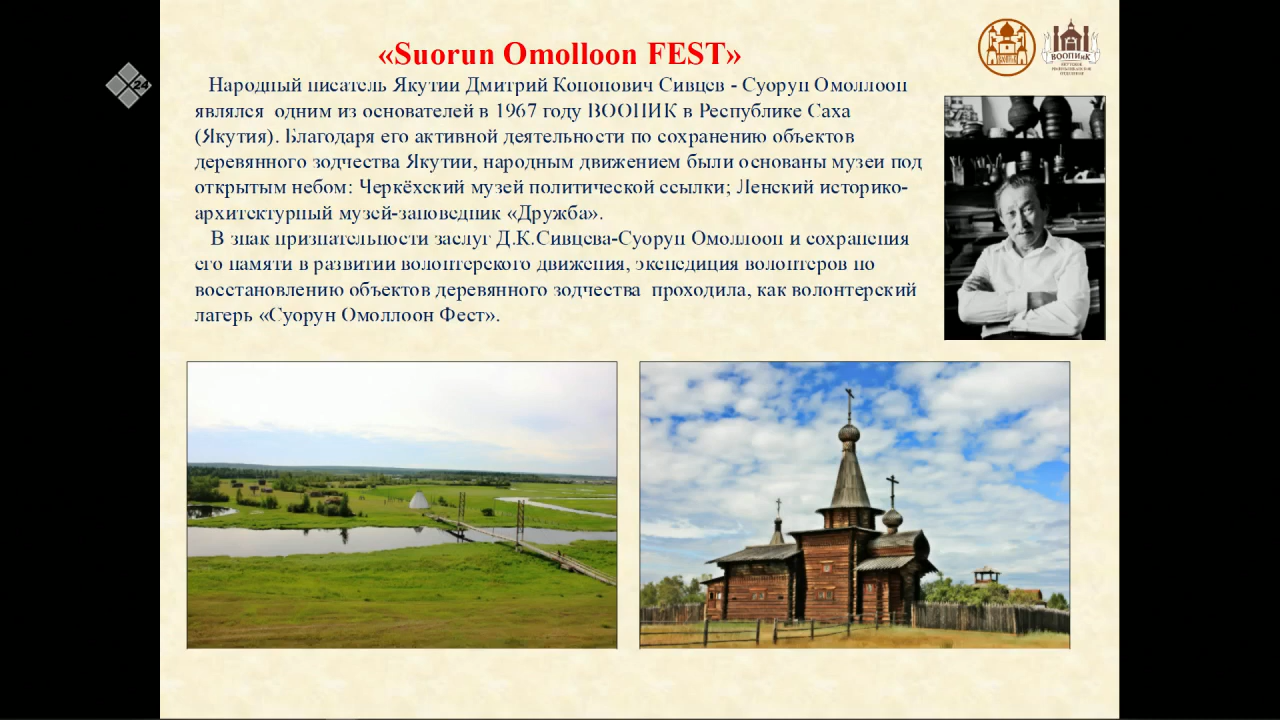 «Suorun Omolloon FEST»
Народный писатель Якутии Дмитрий Кононович Сивцев - Суорун Омоллоон
являлся одним из основателей в 1967 году ВООПИК в Республике Саха
(Якутия). Благодаря его активной деятельности по сохранению объектов
деревянного зодчества Якутии, народным движением были основаны музеи под
открытым небом: Черкёхский музей политической ссылки; Ленский историко-
архитектурный музей-заповедник «Дружба».
В знак признательности заслуг Д.К.Сивцева-Суорун Омоллоон и сохранения
его памяти в развитии волонтерского движения, экспедиция волонтеров по
восстановлению объектов деревянного зодчества проходила, как волонтерский
лагерь «Суорун Омоллоон Фест».
ВООПИиК
24